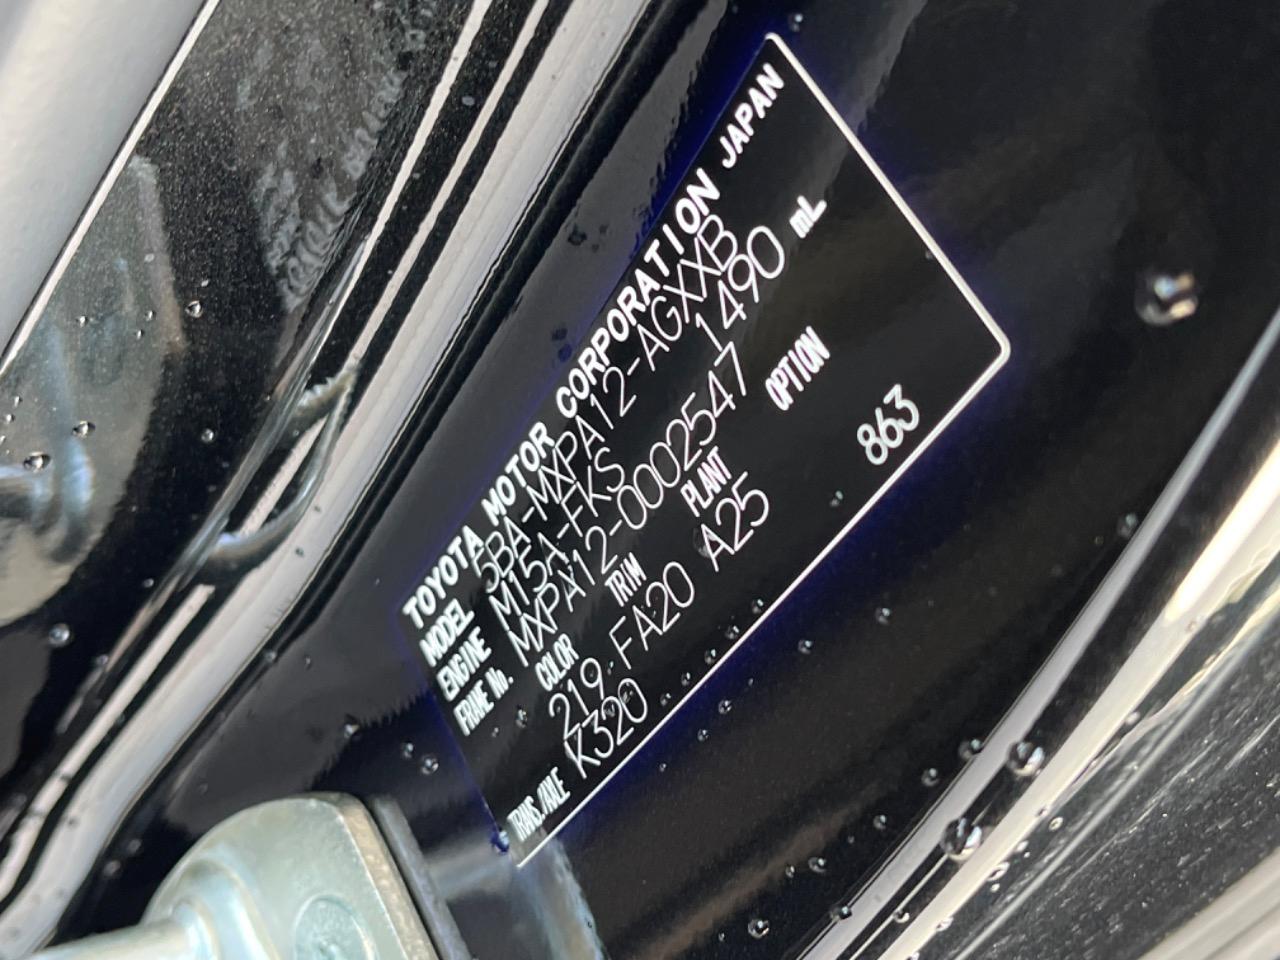 TOYOTA MOTOR CORPORATION JAPAN
MODEL 5BA-MXPA12-AGXXB
ENGINE M15A-FKS 1490 mL
FRAME No. MXPA12-0002547
COLOR TRIM PLANT OPTION
219 FA20 A25 863
TRANS./AXLE K320